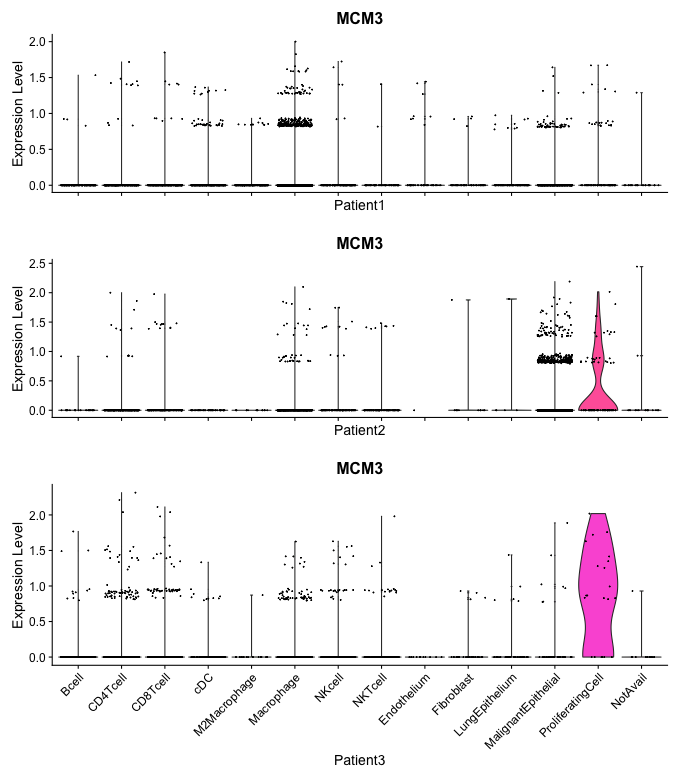 MCM3
Expression Level
2.0
1.5
1.0
0.5
0.0
Patient1
MCM3
Expression Level
2.5
2.0
1.5
1.0
0.5
0.0
Patient2
MCM3
Expression Level
2.0
1.5
1.0
0.5
0.0
Bcell
CD4Tcell
CD8Tcell
cDC
M2Macrophage
Macrophage
NKcell
NKTcell
Endothelium
Fibroblast
LungEpithelium
MalignantEpithelial
ProliferatingCell
NotAvail
Patient3